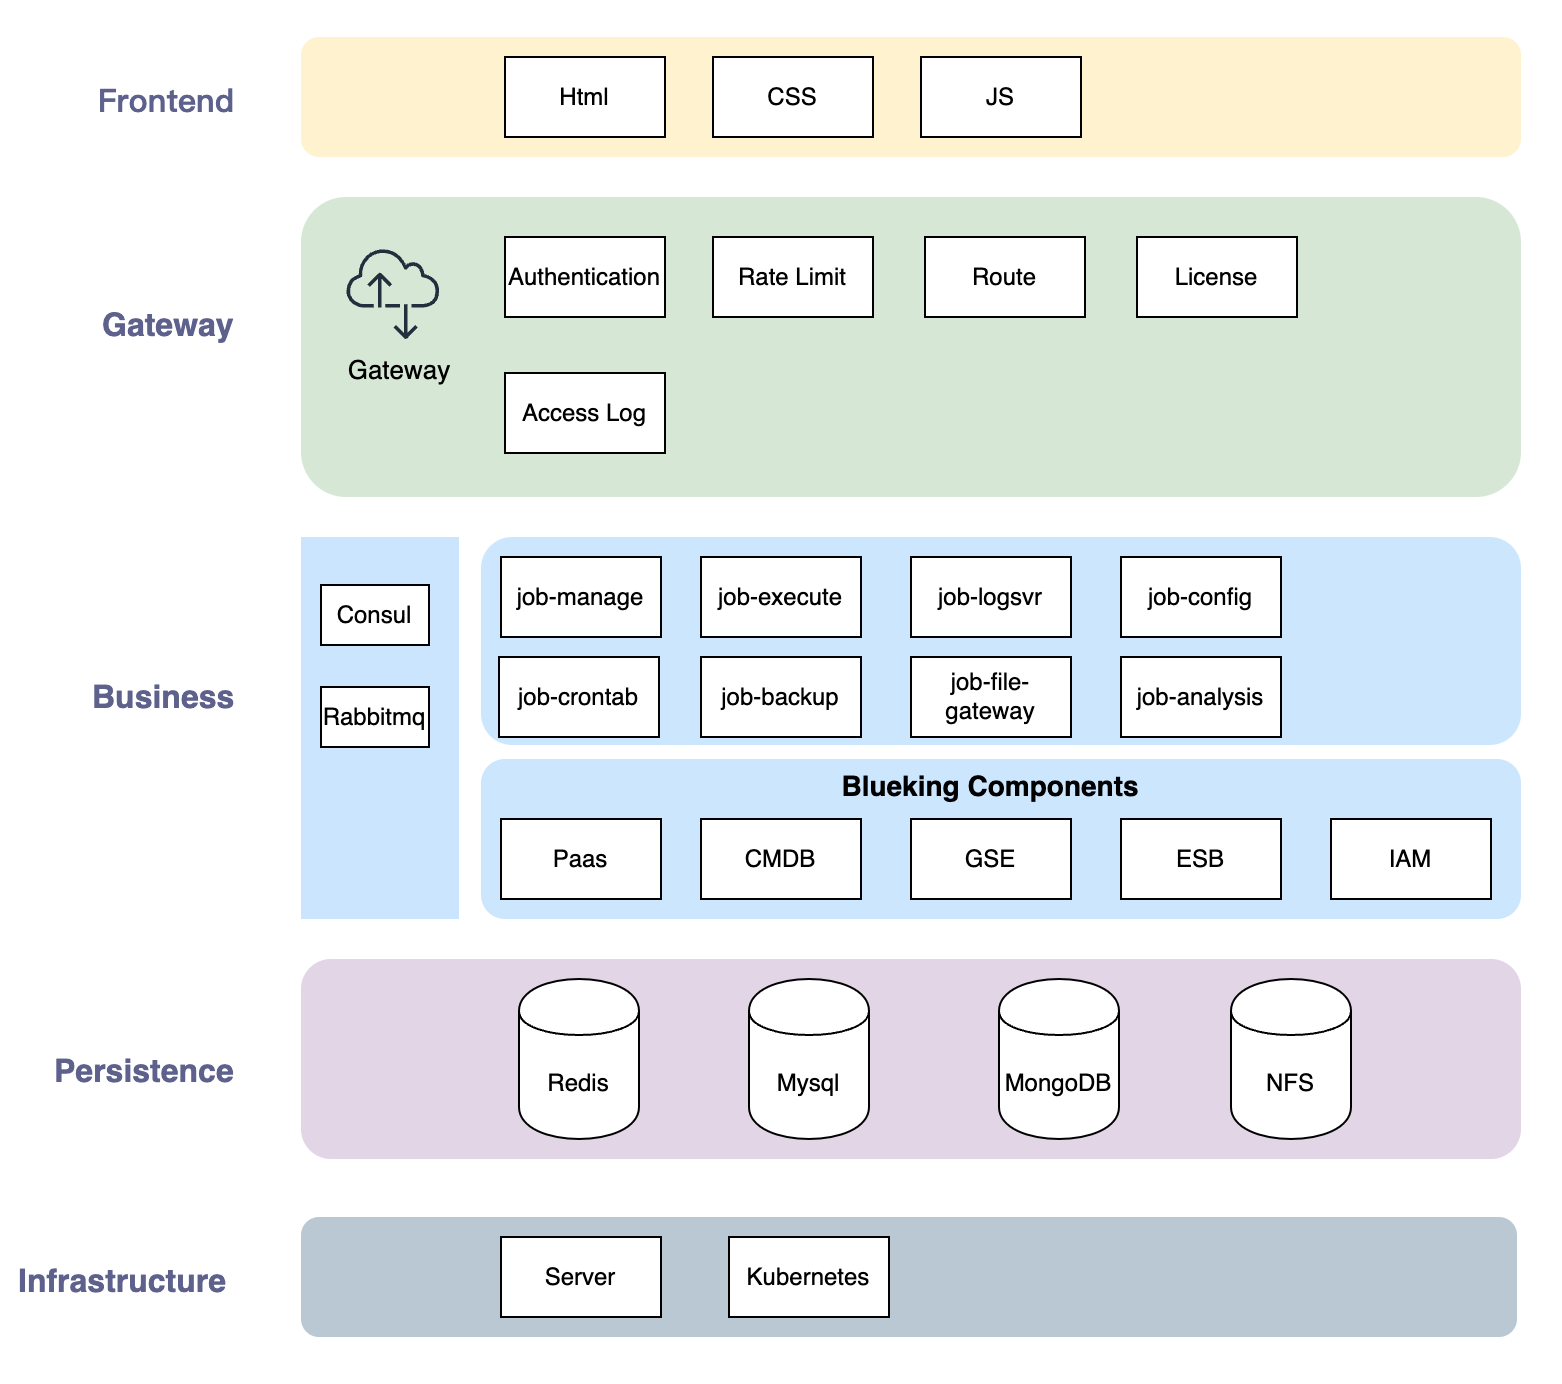 Frontend
Html
CSS
JS
Gateway
Gateway
Authentication
Rate Limit
Route
License
Access Log
Business
Consul
Rabbitmq
job-manage
job-execute
job-logsvr
job-config
job-crontab
job-backup
job-file-
gateway
job-analysis
Blueking Components
Paas
CMDB
GSE
ESB
IAM
Persistence
Redis
Mysql
MongoDB
NFS
Infrastructure
Server
Kubernetes